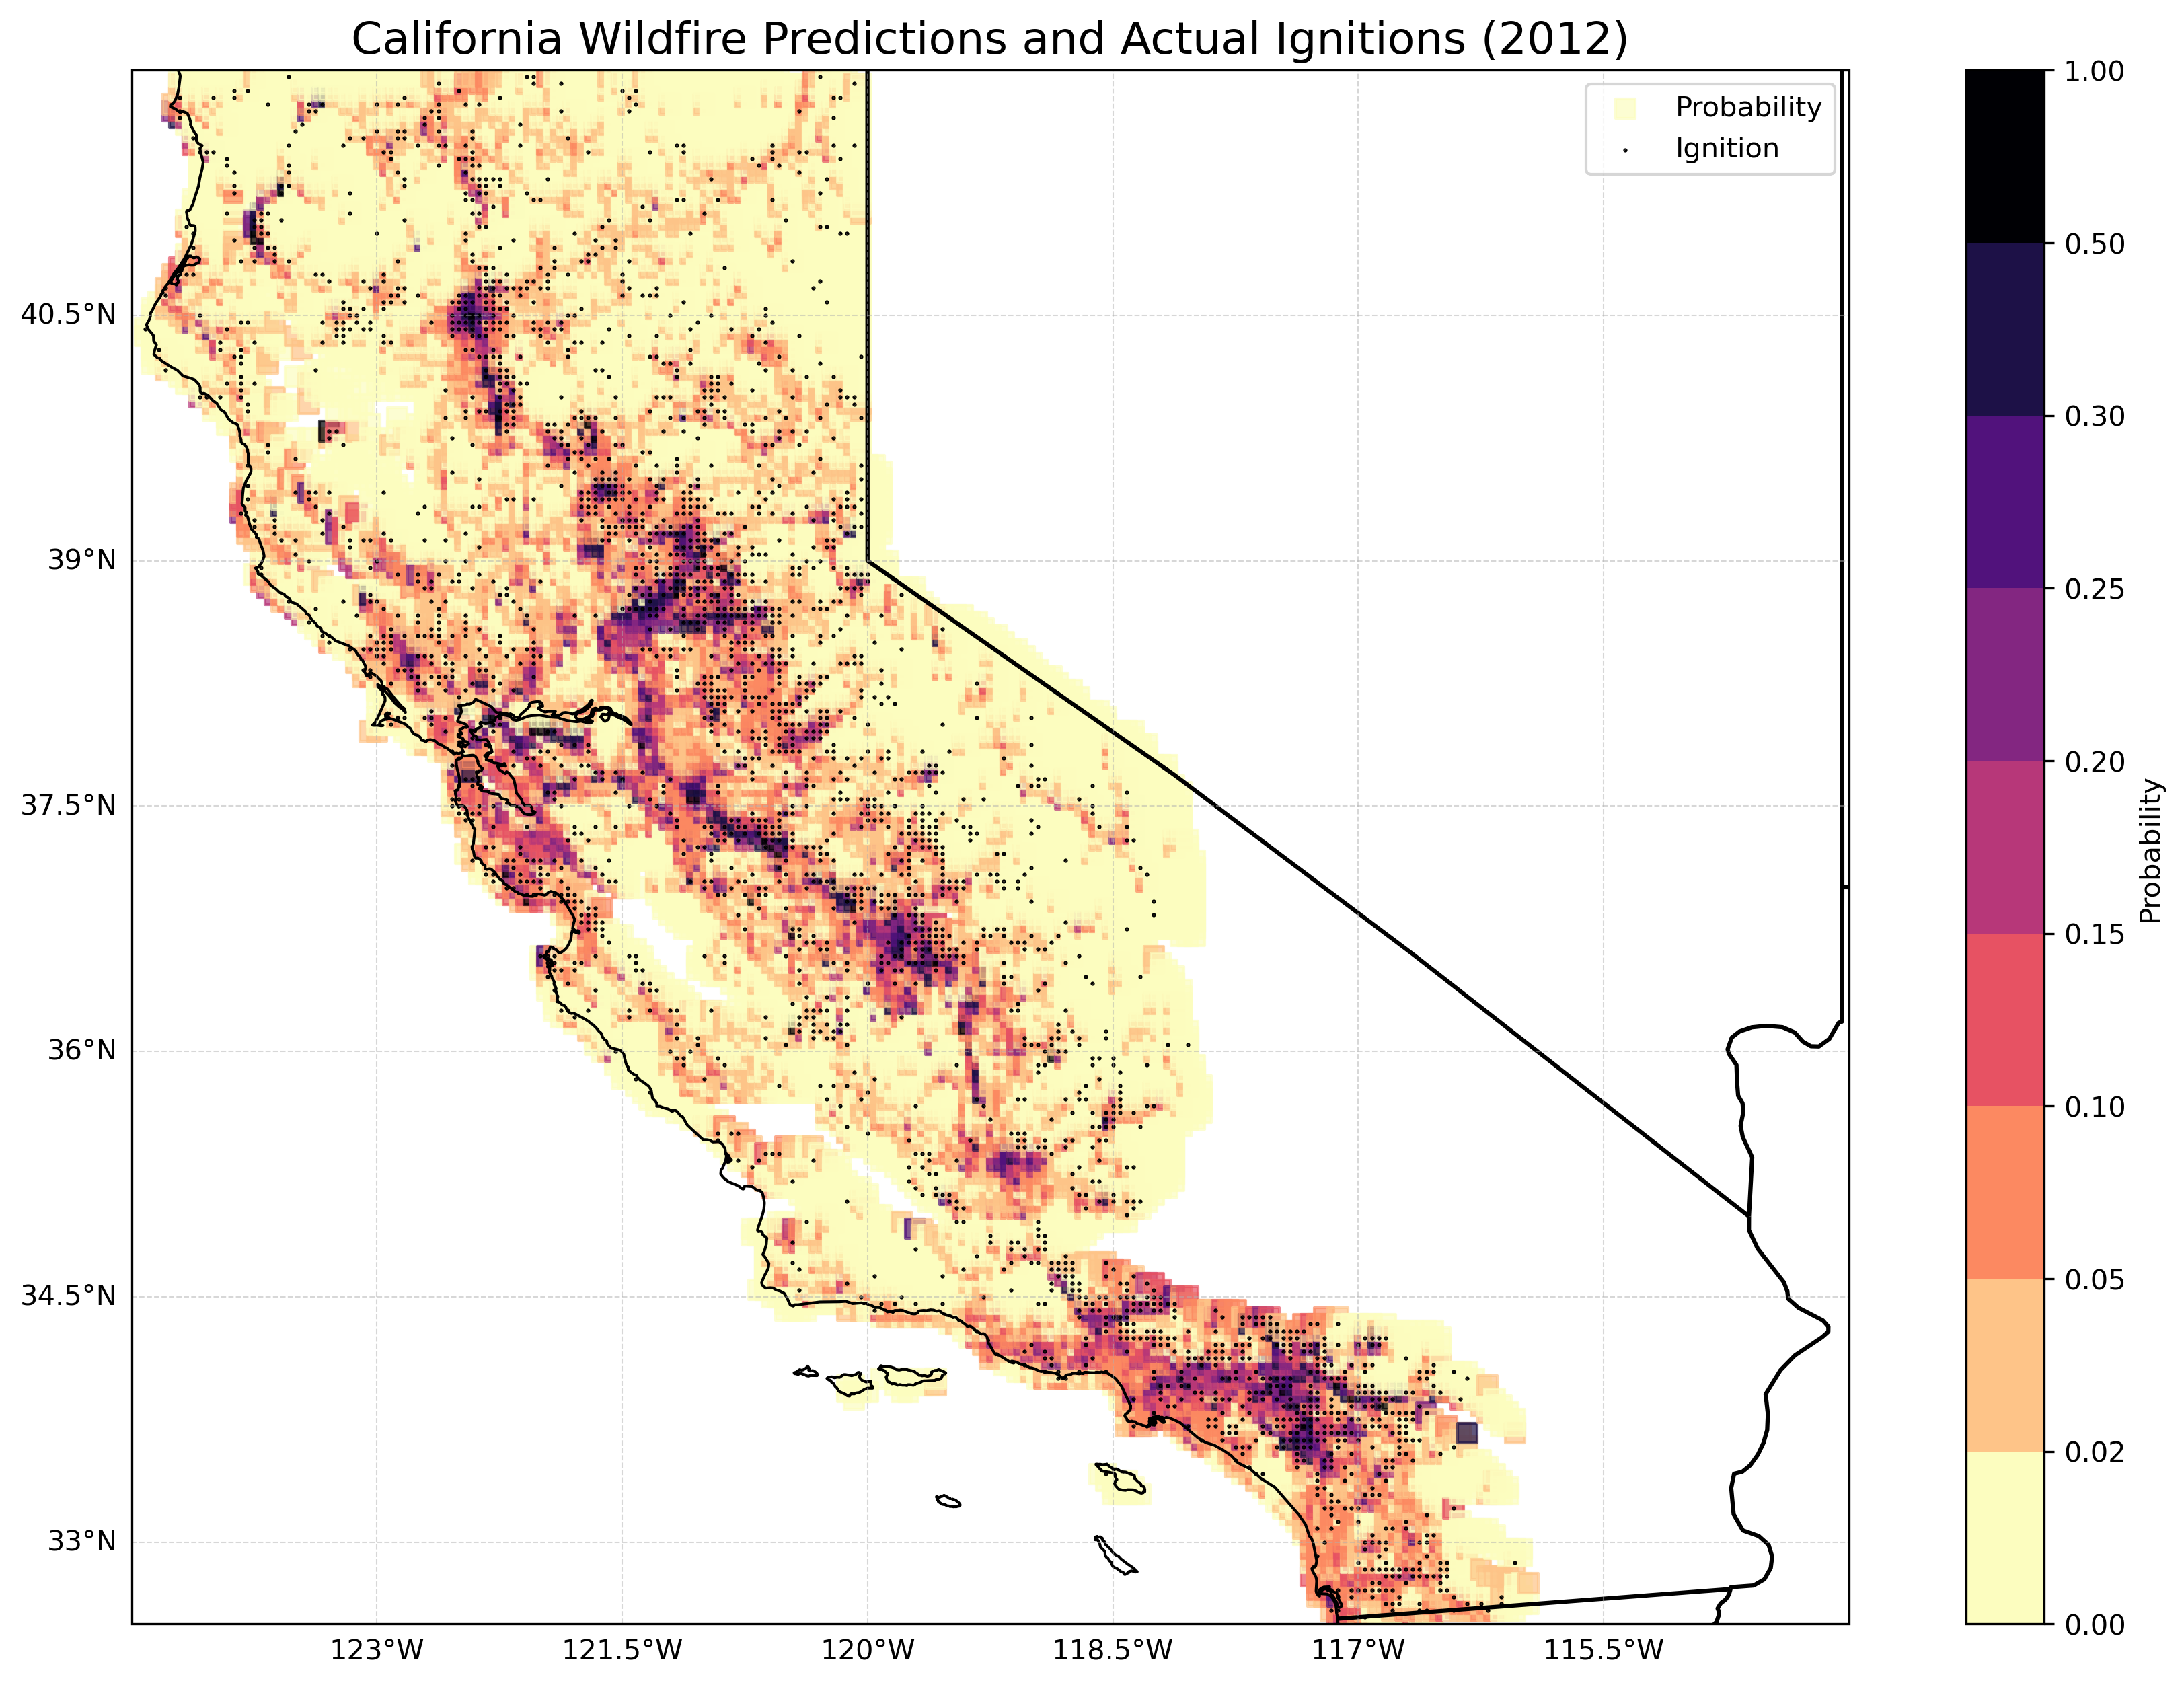 California Wildfire Predictions and Actual Ignitions (2012)
Probability
Ignition
40.5°N
39°N
37.5°N
36°N
34.5°N
33°N
123°W
121.5°W
120°W
118.5°W
117°W
115.5°W
1.00
0.50
0.30
0.25
0.20
0.15
0.10
0.05
0.02
0.00
Probability